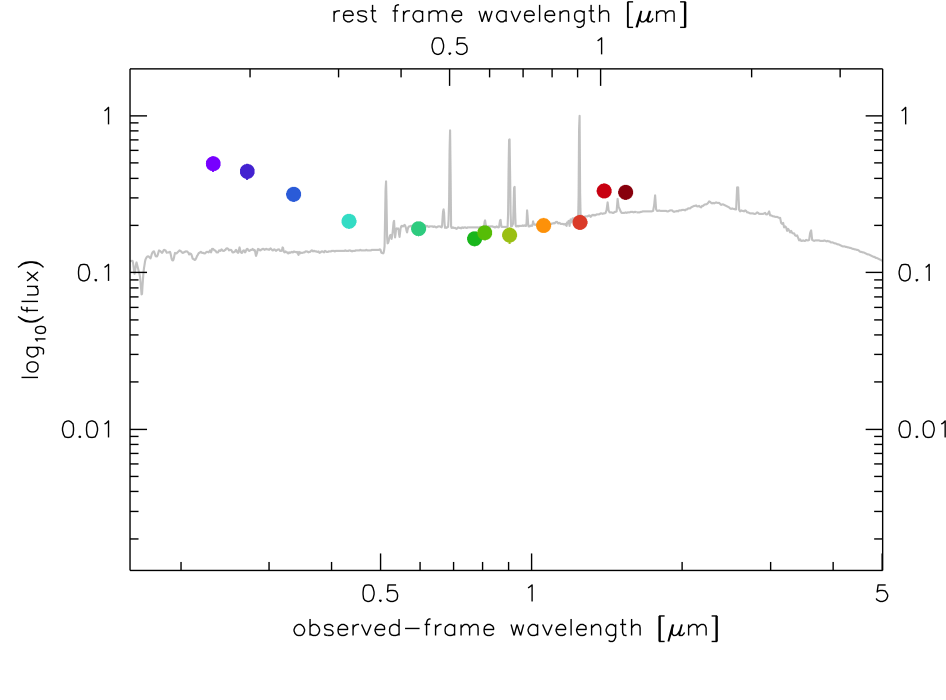 rest frame wavelength [μm]
0.5 1
1 1
0.1 0.1
0.01 0.01
log10(flux)
0.5 1 5
observed-frame wavelength [μm]